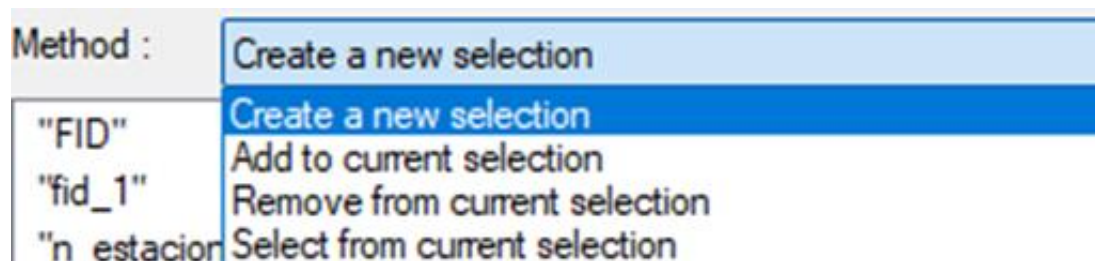 Method :
Create a new selection
Create a new selection
"FID"
Add to current selection
"fid_1"
Remove from current selection
"n_estacion
Select from current selection